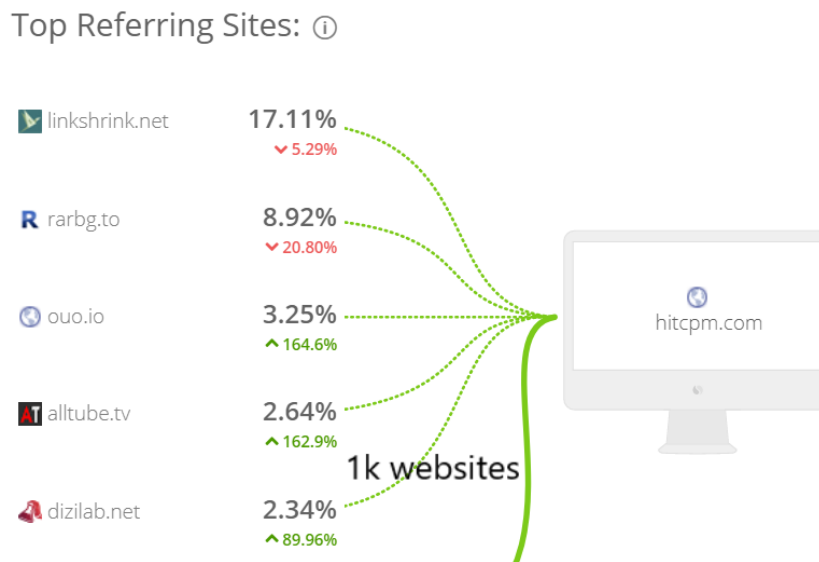 Top Referring Sites:
linkshrink.net 17.11%
5.29%
rarbg.to 8.92%
20.80%
hitcpm.com
ouo.io 3.25%
164.6%
alltube.tv 2.64%
162.9%
1k websites
dizilab.net 2.34%
89.96%